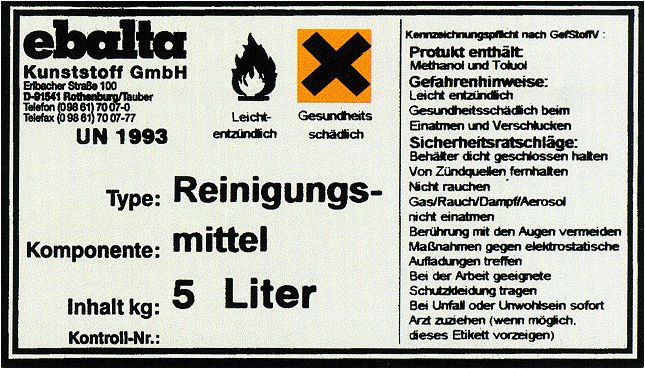 ebalta
Kunststoff GmbH
Erlbacher Straße 100
D-91541 Rothenburg/Tauber
Telefon (098 61) 70 07-0
Telefax (0 98 61) 70 07-77
UN 1993
Leicht-
entzündlich
Gesundheits
schädlich
Type: Reinigungs-
Komponente: mittel
Inhalt kg: 5 Liter
Kontroll-Nr.:
Kennzeichnungspflicht nach GefStoffV :
Protukt enthält:
Methanol und Toluol
Gefahrenhinweise:
Leicht entzündlich
Gesundheitsschädlich beim
Einatmen und Verschlucken
Sicherheitsratschläge:
Behälter dicht geschlossen halten
Von Zündquellen fernhalten
Nicht rauchen
Gas/Rauch/Dampf/Aerosol
nicht einatmen
Berührung mit den Augen vermeiden
Maßnahmen gegen elektrostatische
Aufladungen treffen
Bei der Arbeit geeignete
Schutzkleidung tragen
Bei Unfall oder Unwohlsein sofort
Arzt zuziehen (wenn möglich,
dieses Etikett vorzeigen)